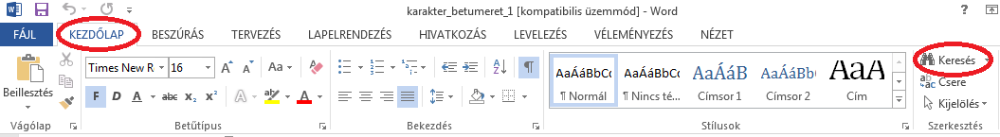 karakter_betumeret_1 [kompatibilis üzemmód] - Word
FÁJL KEZDŐLAP BESZÚRÁS TERVEZÉS LAPELRENDEZÉS HIVATKOZÁS LEVELEZÉS VÉLEMÉNYEZÉS NÉZET
Times New R 16 A A Aa
AaÁáBbCc AaÁáBbCc AaÁáB AaÁáBb AaÁ
Keresés
Csere
Beillesztés
F D A abc x₂ x² A A
¶ Normál ¶ Nincs té... Címsor 1 Címsor 2 Cím
Kijelölés
Vágólap Betűtípus Bekezdés Stílusok Szerkesztés